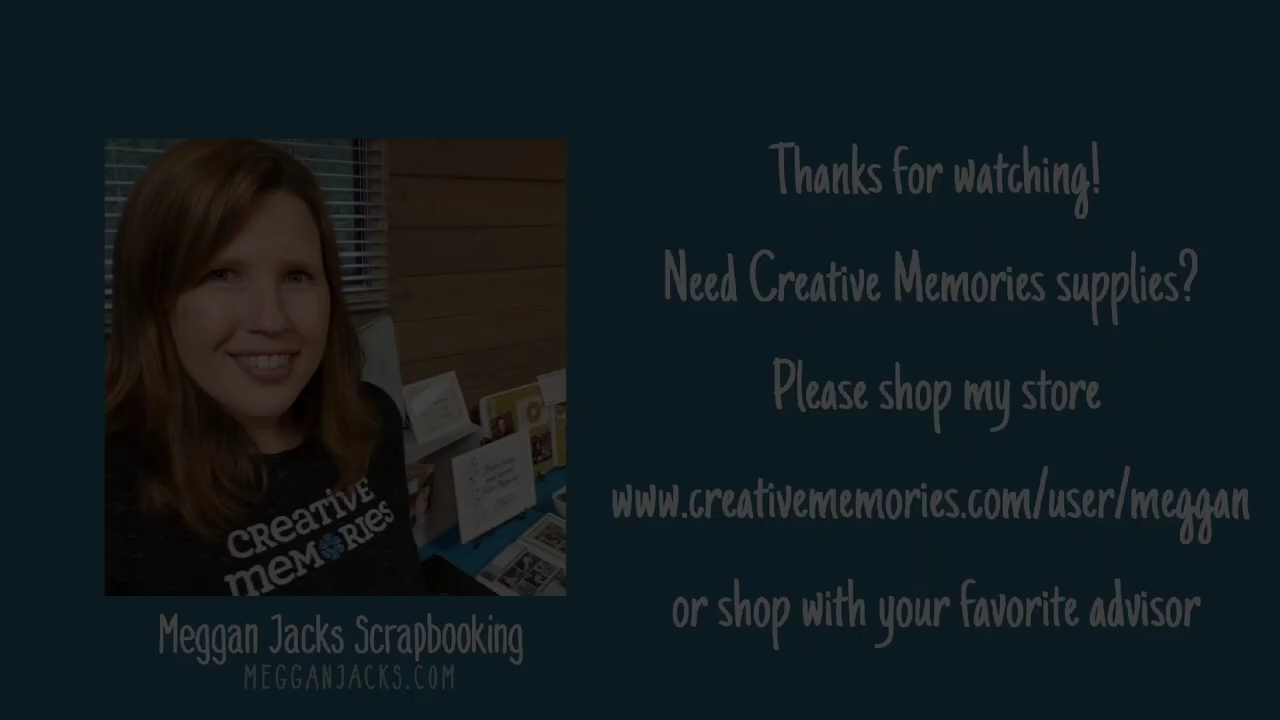 Thanks for watching!
Need Creative Memories supplies?
Please shop my store
www.creativememories.com/user/meggan
or shop with your favorite advisor
CREATIVE
MEMORIES
Meggan Jacks Scrapbooking
MEGGANJACKS.COM